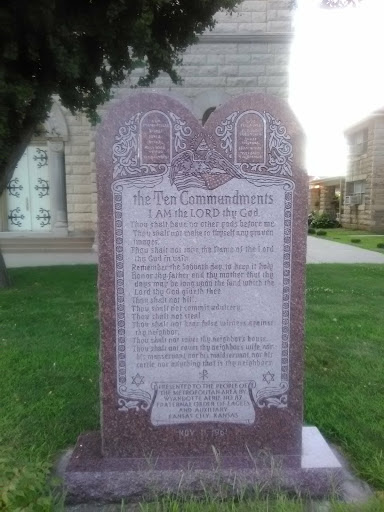 the Ten Commandments
I AM the LORD thy God
Thou shalt have no other gods before me.
Thou shalt not make to thyself any graven
images.
Thou shalt not take the Name of the Lord
thy God in vain.
Remember the Sabbath day, to keep it holy.
Honor thy father and thy mother that thy
days may be long upon the land which the
Lord thy God giveth thee.
Thou shalt not kill.
Thou shalt not commit adultery.
Thou shalt not steal.
Thou shalt not bear false witness against
thy neighbor.
Thou shalt not covet thy neighbor's house.
Thou shalt not covet thy neighbor's wife, nor
his manservant, nor his maidservant, nor his
cattle, nor anything that is thy neighbor's.
PRESENTED TO THE PEOPLE OF
THE METROPOLITAN AREA BY
WYANDOTTE AERIE NO.
FRATERNAL ORDER OF EAGLES
AND AUXILIARY
KANSAS CITY, KANSAS